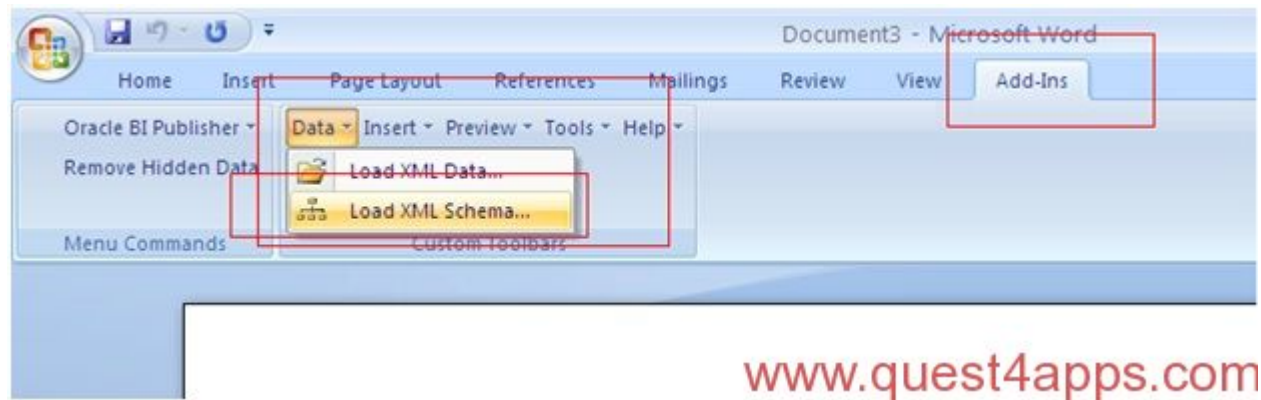 Document3 - Microsoft Word
Home Insert Page Layout References Mailings Review View Add-Ins
Oracle BI Publisher Data Insert Preview Tools Help
Remove Hidden Data Load XML Data...
Load XML Schema...
Menu Commands Custom Toolbars
www.quest4apps.com